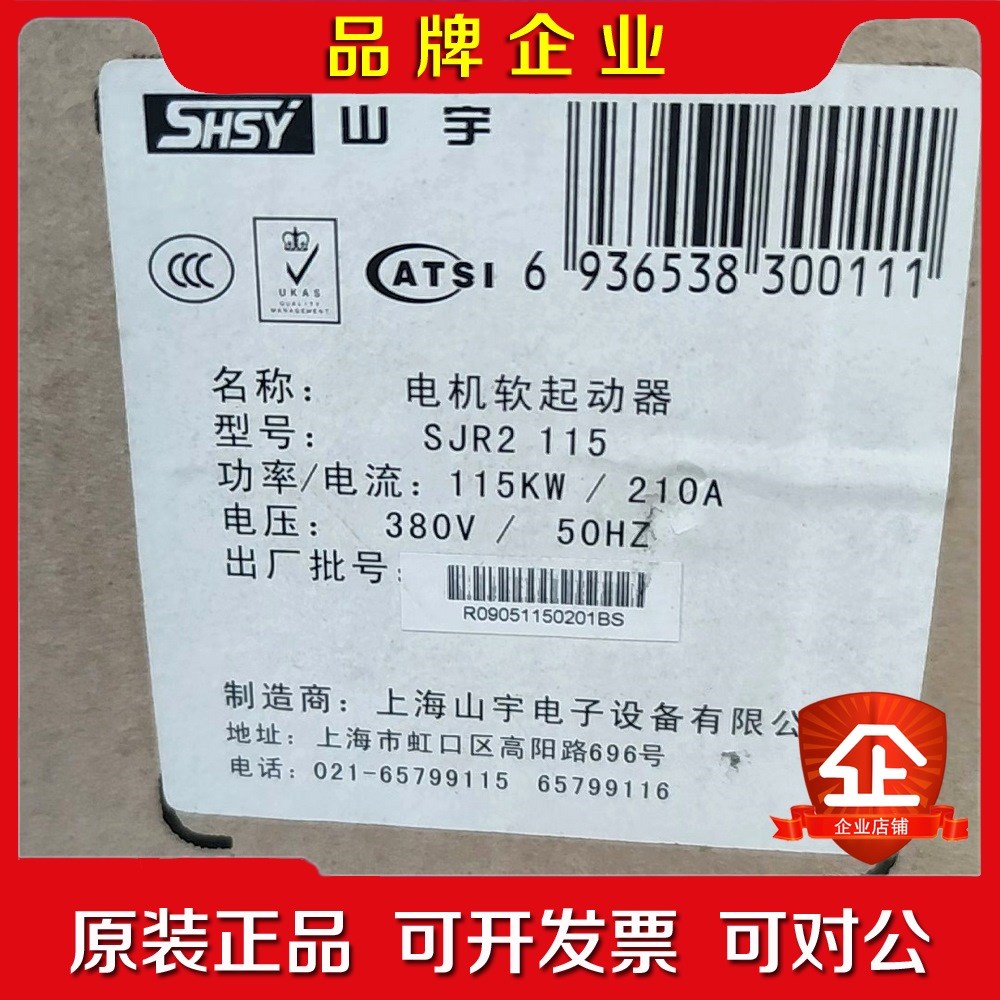 品牌企业
SHSY 山宇
CCC
UKAS
QUALITY
MANAGEMENT
CATSI
6 936538 300111
名称： 电机软起动器
型号： SJR2 115
功率/电流：115KW / 210A
电压： 380V / 50HZ
出厂批号：
R09051150201BS
制造商：上海山宇电子设备有限公
地址：上海市虹口区高阳路696号
电话：021-65799115 65799116
企
企业店铺
原装正品 可开发票 可对公